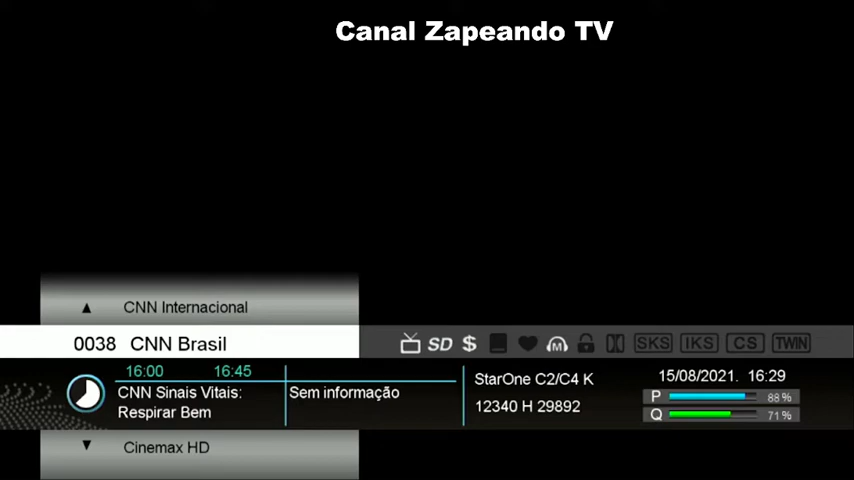 Canal Zapeando TV
CNN Internacional
0038 CNN Brasil SD $ M SKS IKS CS TWIN
16:00 16:45
CNN Sinais Vitais:
Respirar Bem
Sem informação
StarOne C2/C4 K
12340 H 29892
15/08/2021. 16:29
P 88%
Q 71%
Cinemax HD